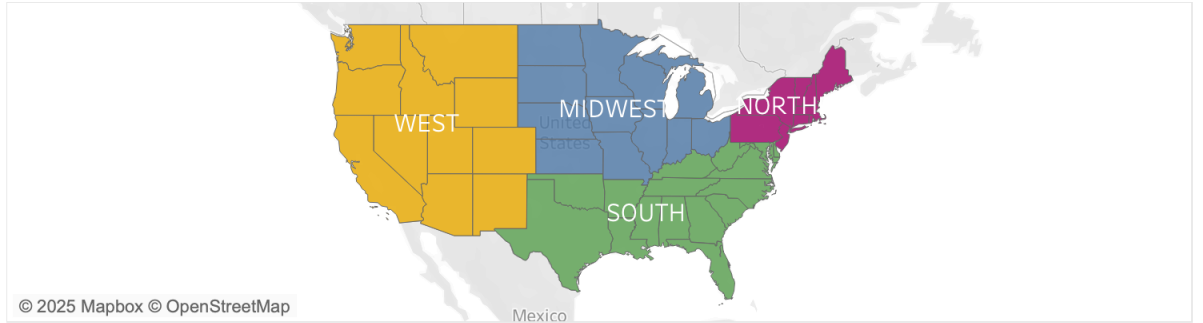 WEST
MIDWEST
NORTH
United
States
SOUTH
Mexico
© 2025 Mapbox © OpenStreetMap